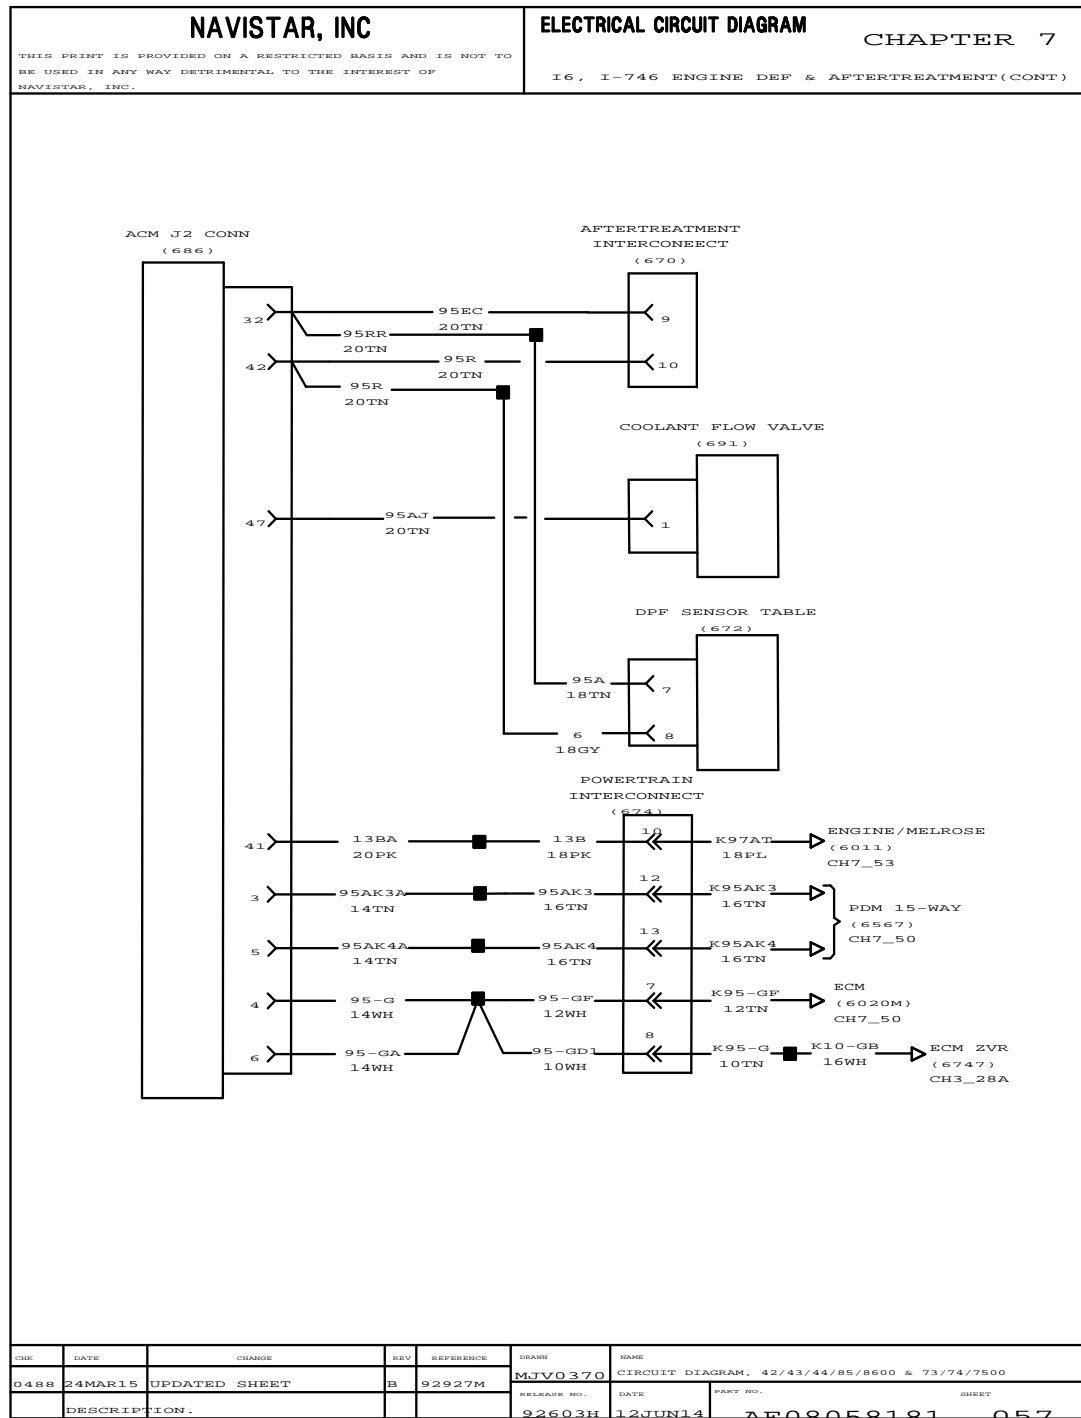 NAVISTAR, INC
THIS PRINT IS PROVIDED ON A RESTRICTED BASIS AND IS NOT TO
BE USED IN ANY WAY DETRIMENTAL TO THE INTEREST OF
NAVISTAR, INC.
ELECTRICAL CIRCUIT DIAGRAM
CHAPTER 7
I6, I-746 ENGINE DEF & AFTERTREATMENT(CONT)
ACM J2 CONN
(686)
AFTERTREATMENT
INTERCONEECT
(670)
32
95EC
20TN
9
95RR
20TN
42
95R
20TN
10
95R
20TN
COOLANT FLOW VALVE
(691)
47
95AJ
20TN
1
DPF SENSOR TABLE
(672)
95A
18TN
7
6
18GY
8
POWERTRAIN
INTERCONNECT
(674)
41
13BA
20PK
13B
18PK
10
K97AT
18PL
ENGINE/MELROSE
(6011)
CH7_53
3
95AK3A
14TN
95AK3
16TN
12
K95AK3
16TN
PDM 15-WAY
(6567)
CH7_50
5
95AK4A
14TN
95AK4
16TN
13
K95AK4
16TN
4
95-G
14WH
95-GF
12WH
7
K95-GF
12TN
ECM
(6020M)
CH7_50
6
95-GA
14WH
95-GD1
10WH
8
K95-G
10TN
K10-GB
16WH
ECM ZVR
(6747)
CH3_28A
CHK DATE CHANGE REV REFERENCE
0488 24MAR15 UPDATED SHEET B 92927M
DESCRIPTION.
DRAWN
MJV0370
NAME
CIRCUIT DIAGRAM, 42/43/44/85/8600 & 73/74/7500
RELEASE NO.
92603H
DATE
12JUN14
PART NO.
AF08058181
SHEET
057